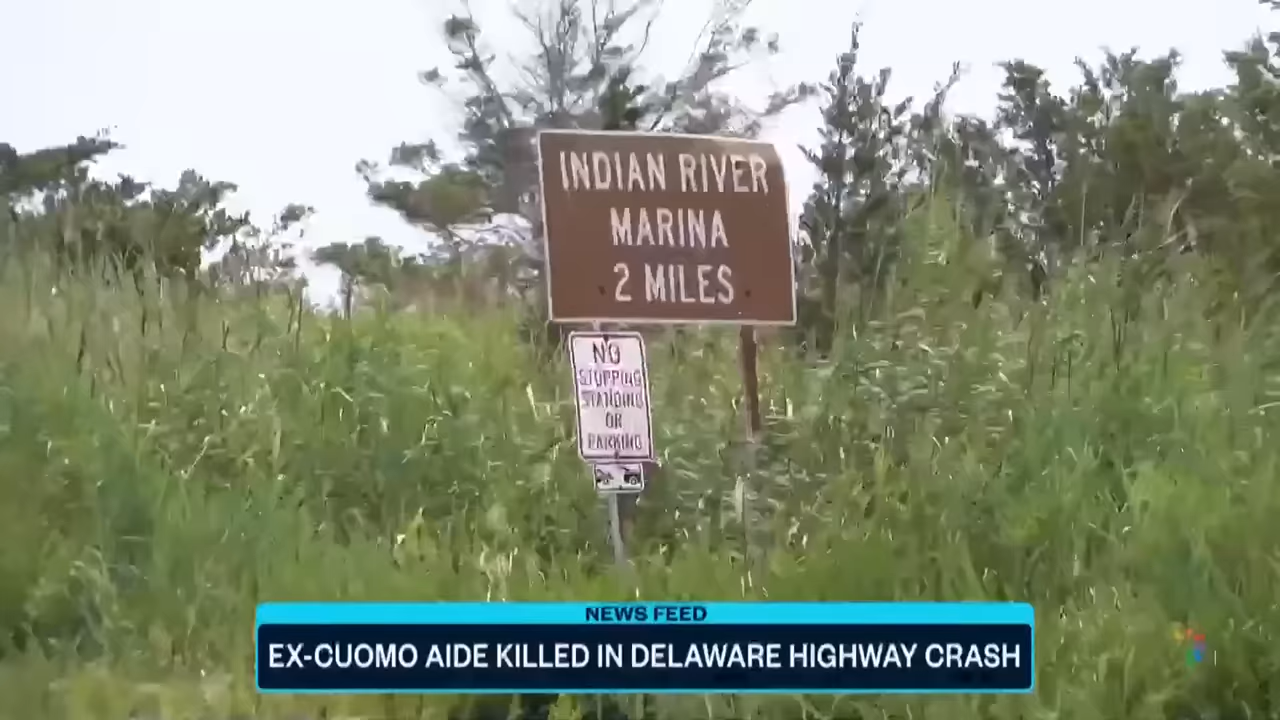 INDIAN RIVER
MARINA
2 MILES
NO
STOPPING
STANDING
OR
PARKING
NEWS FEED
EX-CUOMO AIDE KILLED IN DELAWARE HIGHWAY CRASH